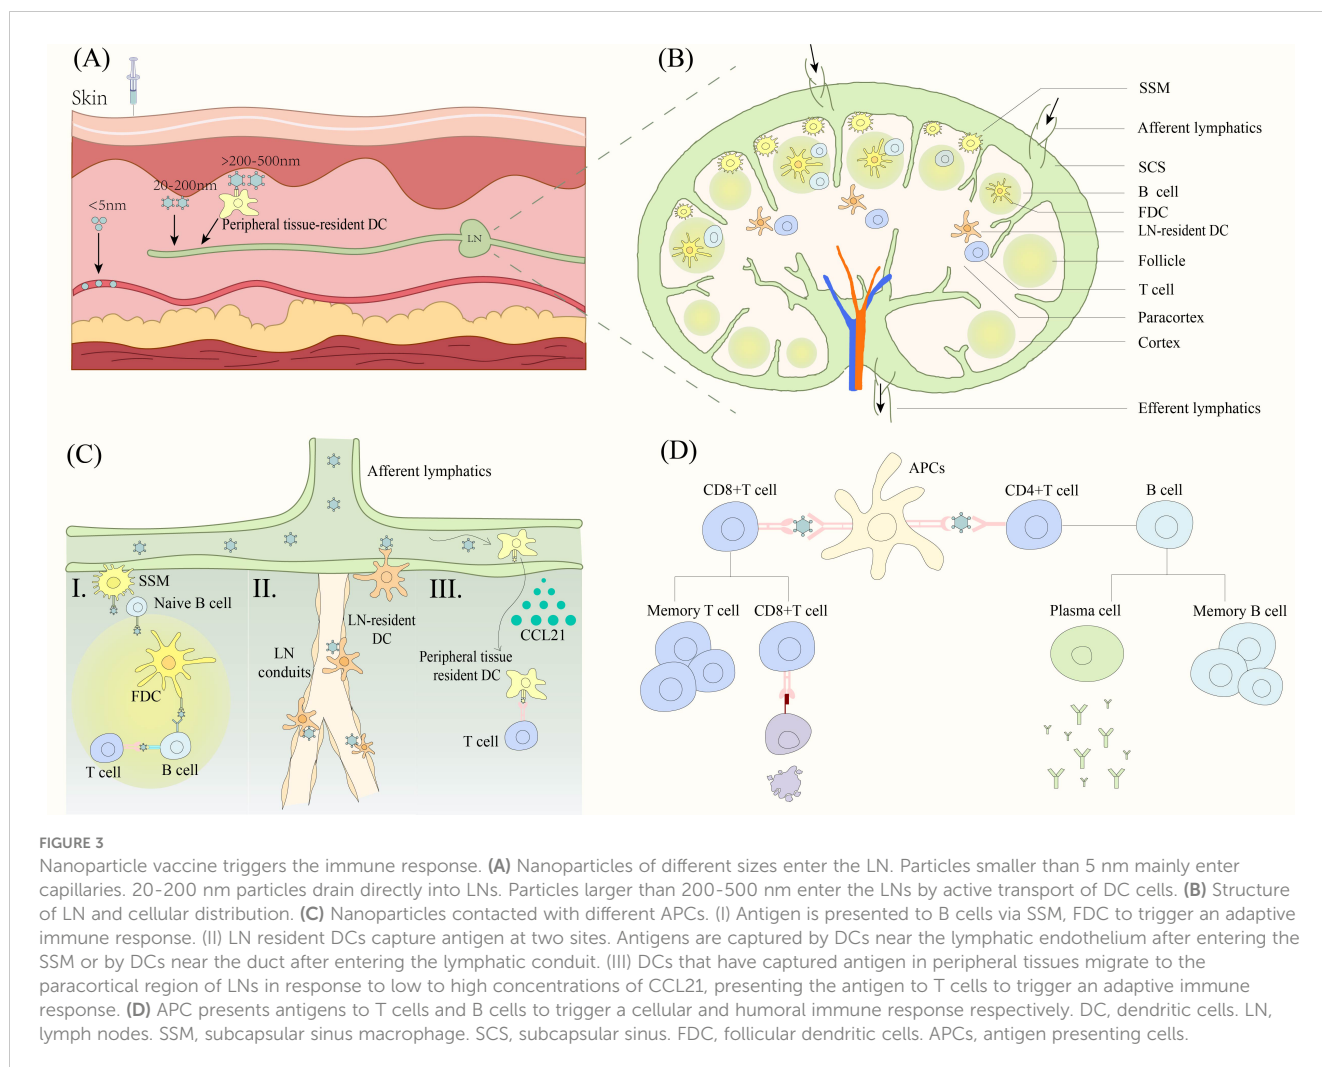 (A)
Skin
>200-500nm
20-200nm
<5nm
Peripheral tissue-resident DC
LN
(B)
SSM
Afferent lymphatics
SCS
B cell
FDC
LN-resident DC
Follicle
T cell
Paracortex
Cortex
Efferent lymphatics
(C)
Afferent lymphatics
I.
SSM
Naive B cell
FDC
T cell
B cell
II.
LN-resident
DC
LN
conduits
III.
CCL21
Peripheral tissue
resident DC
T cell
(D)
APCs
CD8+T cell
CD4+T cell
B cell
Memory T cell
CD8+T cell
Plasma cell
Memory B cell
FIGURE 3
Nanoparticle vaccine triggers the immune response. (A) Nanoparticles of different sizes enter the LN. Particles smaller than 5 nm mainly enter
capillaries. 20-200 nm particles drain directly into LNs. Particles larger than 200-500 nm enter the LNs by active transport of DC cells. (B) Structure
of LN and cellular distribution. (C) Nanoparticles contacted with different APCs. (I) Antigen is presented to B cells via SSM, FDC to trigger an adaptive
immune response. (II) LN resident DCs capture antigen at two sites. Antigens are captured by DCs near the lymphatic endothelium after entering the
SSM or by DCs near the duct after entering the lymphatic conduit. (III) DCs that have captured antigen in peripheral tissues migrate to the
paracortical region of LNs in response to low to high concentrations of CCL21, presenting the antigen to T cells to trigger an adaptive immune
response. (D) APC presents antigens to T cells and B cells to trigger a cellular and humoral immune response respectively. DC, dendritic cells. LN,
lymph nodes. SSM, subcapsular sinus macrophage. SCS, subcapsular sinus. FDC, follicular dendritic cells. APCs, antigen presenting cells.